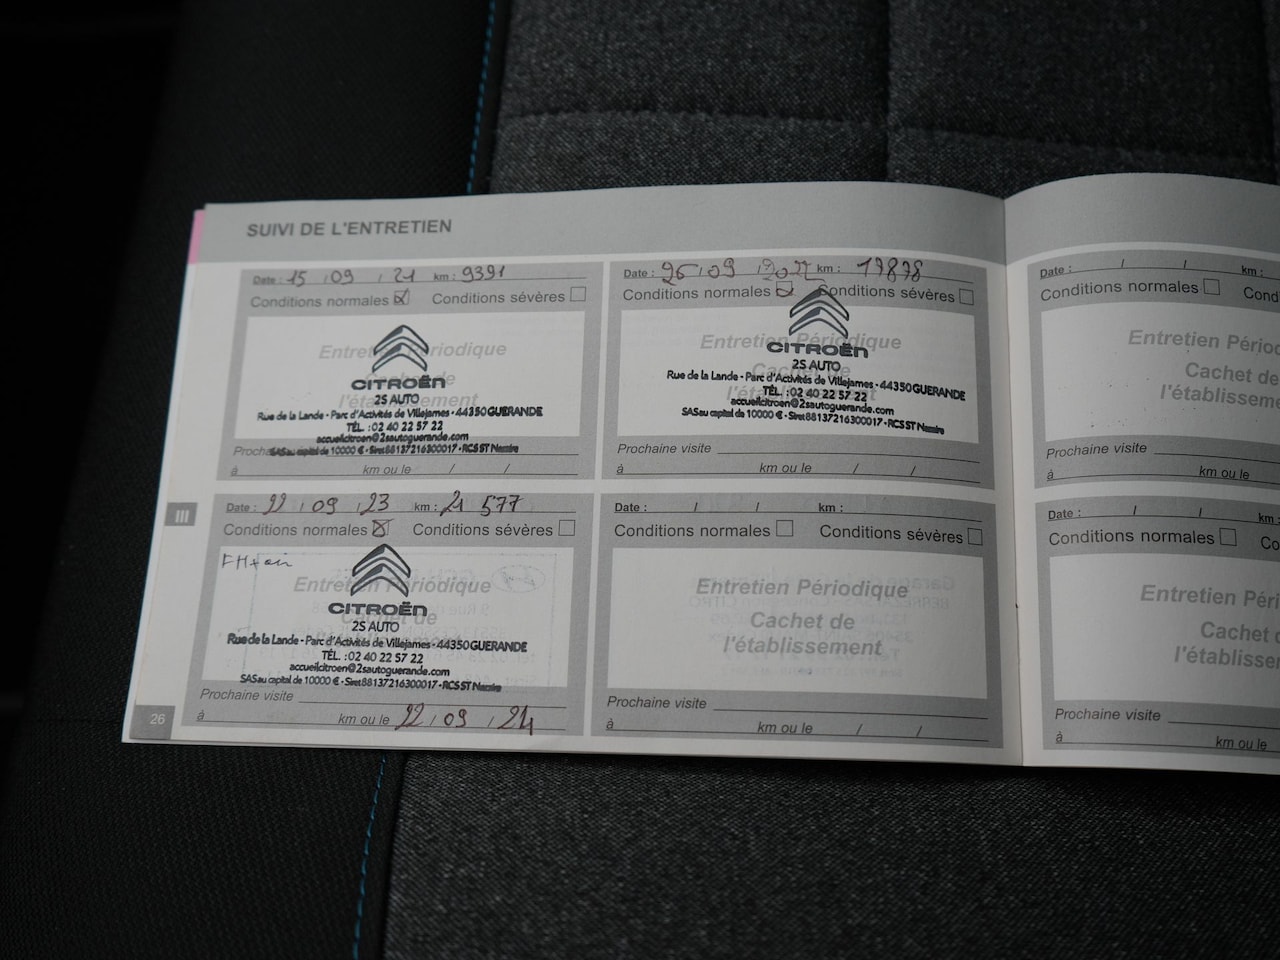 SUIVI DE L'ENTRETIEN
Date : 15 / 09 / 21 km : 9391
Conditions normales Conditions sévères
Entretien Périodique
CITROËN
2S AUTO
Rue de la Lande - Parc d'Activités de Villejames - 44350 GUERANDE
TÉL. : 02 40 22 57 22
accueilcitroen@2sautoguerande.com
SAS au capital de 10000 € - Siret 88137216300017 - RCS ST Nazaire
à km ou le / /
Date : 26 / 09 / 2022 km : 17878
Conditions normales Conditions sévères
Entretien Périodique
Cachet de
CITROËN
2S AUTO
Rue de la Lande - Parc d'Activités de Villejames - 44350 GUERANDE
TÉL. : 02 40 22 57 22
accueilcitroen@2sautoguerande.com
SAS au capital de 10000 € - Siret 88137216300017 - RCS ST Nazaire
Prochaine visite
à km ou le / /
III
Date : 22 / 09 / 23 km : 21 577
Conditions normales Conditions sévères
Entretien Périodique
Cachet de
CITROËN
2S AUTO
Rue de la Lande - Parc d'Activités de Villejames - 44350 GUERANDE
TÉL. : 02 40 22 57 22
accueilcitroen@2sautoguerande.com
SAS au capital de 10000 € - Siret 88137216300017 - RCS ST Nazaire
Prochaine visite
à km ou le 22 / 09 / 24
26
Date : / / km :
Conditions normales Conditions sévères
Entretien Périodique
Cachet de
l'établissement
Prochaine visite
à km ou le / /
Date : / / km :
Conditions normales
Entretien
Cachet de
l'établissement
Prochaine visite
à km ou le
Date : / / km
Conditions normales
Entretien
Prochaine visite
à km ou le